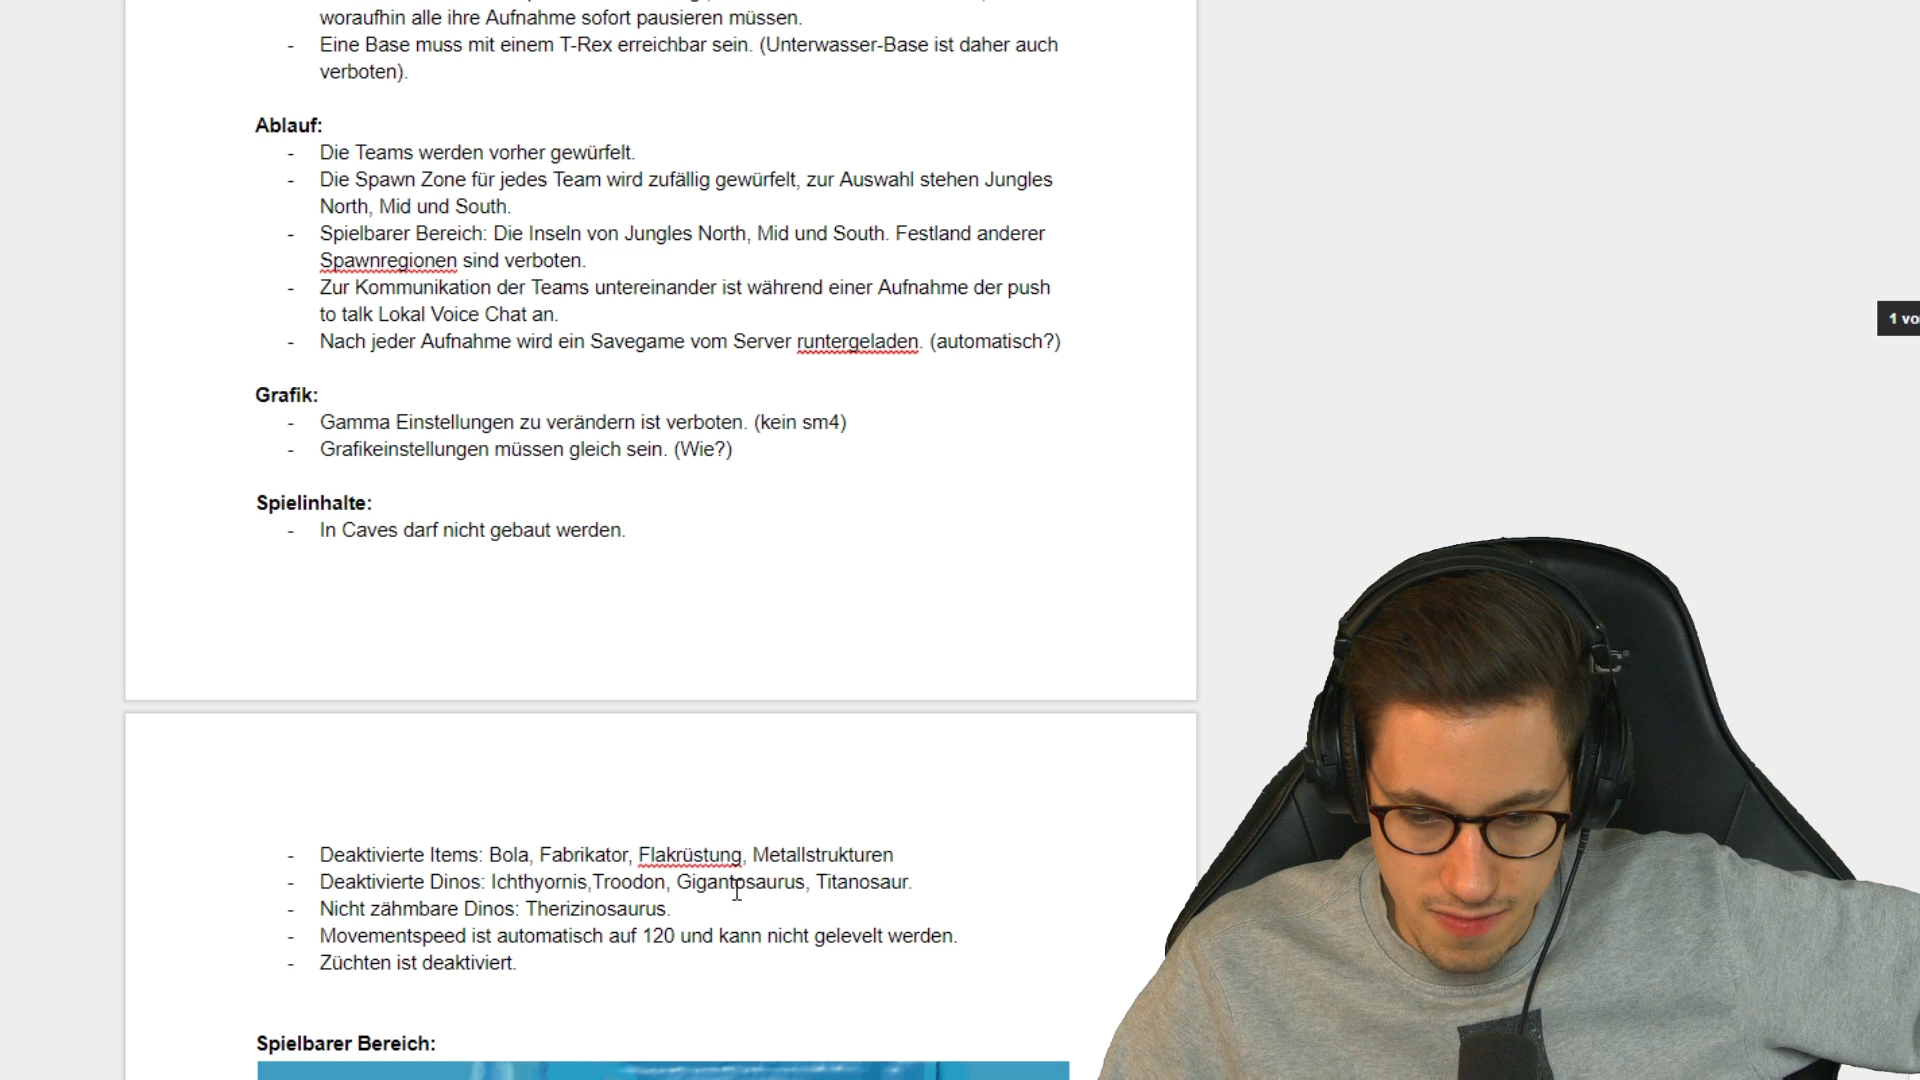 woraufhin alle ihre Aufnahme sofort pausieren müssen.
- Eine Base muss mit einem T-Rex erreichbar sein. (Unterwasser-Base ist daher auch
verboten).
Ablauf:
- Die Teams werden vorher gewürfelt.
- Die Spawn Zone für jedes Team wird zufällig gewürfelt, zur Auswahl stehen Jungles
North, Mid und South.
- Spielbarer Bereich: Die Inseln von Jungles North, Mid und South. Festland anderer
Spawnregionen sind verboten.
- Zur Kommunikation der Teams untereinander ist während einer Aufnahme der push
to talk Lokal Voice Chat an.
- Nach jeder Aufnahme wird ein Savegame vom Server runtergeladen. (automatisch?)
1 vo
Grafik:
- Gamma Einstellungen zu verändern ist verboten. (kein sm4)
- Grafikeinstellungen müssen gleich sein. (Wie?)
Spielinhalte:
- In Caves darf nicht gebaut werden.
- Deaktivierte Items: Bola, Fabrikator, Flakrüstung, Metallstrukturen
- Deaktivierte Dinos: Ichthyornis,Troodon, Gigantosaurus, Titanosaur.
- Nicht zähmbare Dinos: Therizinosaurus.
- Movementspeed ist automatisch auf 120 und kann nicht gelevelt werden.
- Züchten ist deaktiviert.
Spielbarer Bereich: